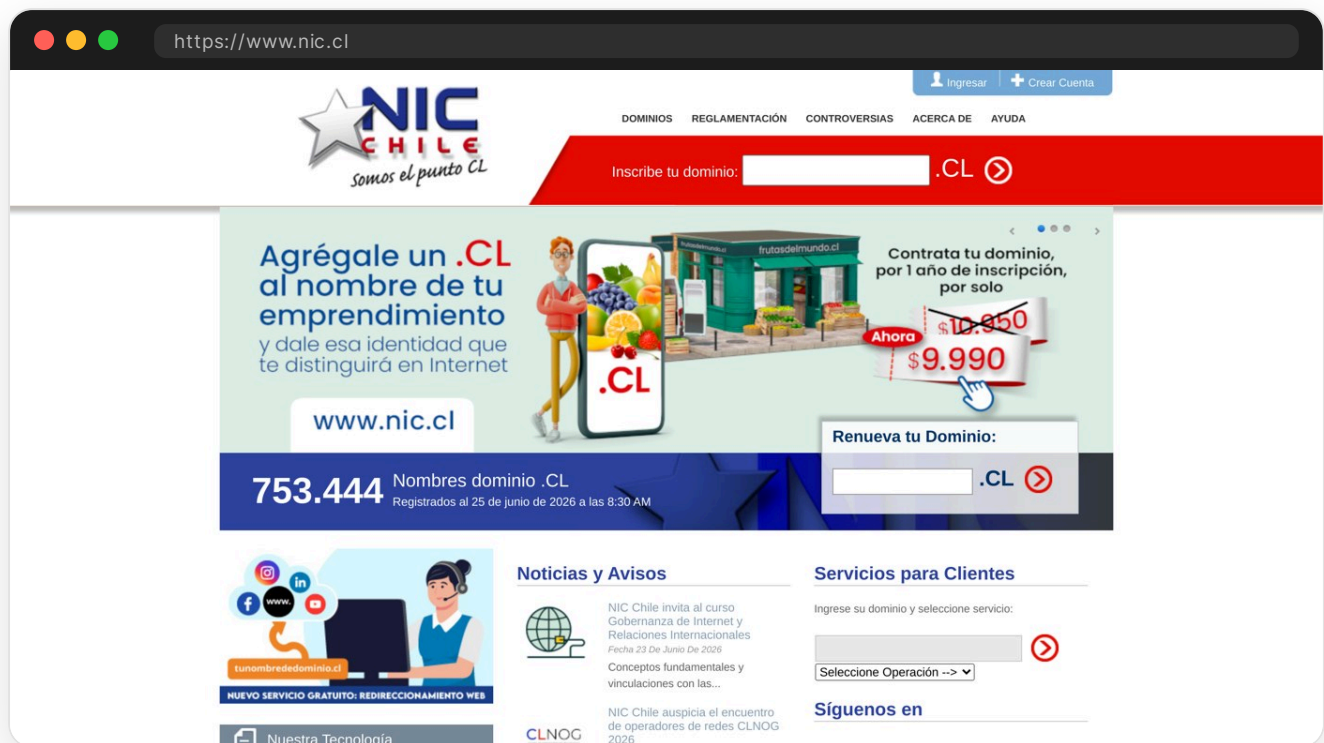 https://www.nic.cl
Ingresar
Crear Cuenta
NIC
CHILE
Somos el punto CL
DOMINIOS REGLAMENTACIÓN CONTROVERSIAS ACERCA DE AYUDA
Inscribe tu dominio: .CL
Agrégale un .CL
al nombre de tu
emprendimiento
y dale esa identidad que
te distinguirá en Internet
www.nic.cl
.CL
frutasdelmundo.cl
frutasdelmundo.cl
Contrata tu dominio,
por 1 año de inscripción,
por solo
$10.950
Ahora
$9.990
Renueva tu Dominio:
.CL
753.444 Nombres dominio .CL
Registrados al 25 de junio de 2026 a las 8:30 AM
www.
tunombrededominio.cl
NUEVO SERVICIO GRATUITO: REDIRECCIONAMIENTO WEB
Nuestra Tecnología
Noticias y Avisos
NIC Chile invita al curso
Gobernanza de Internet y
Relaciones Internacionales
Fecha 23 De Junio De 2026
Conceptos fundamentales y
vinculaciones con las...
CLNOG
NIC Chile auspicia el encuentro
de operadores de redes CLNOG
2026
Servicios para Clientes
Ingrese su dominio y seleccione servicio:
Seleccione Operación -->
Síguenos en